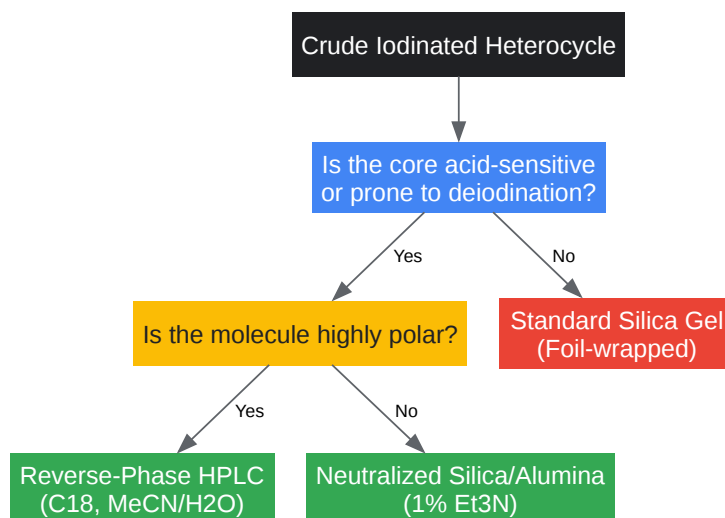 Crude Iodinated Heterocycle
Is the core acid-sensitive
or prone to deiodination?
Yes
No
Is the molecule highly polar?
Standard Silica Gel
(Foil-wrapped)
Yes
No
Reverse-Phase HPLC
(C18, MeCN/H2O)
Neutralized Silica/Alumina
(1% Et3N)